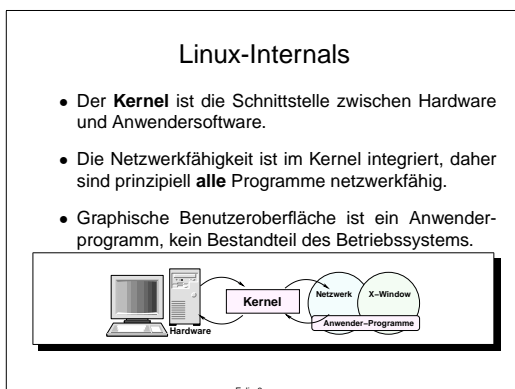 Linux-Internals
• Der Kernel ist die Schnittstelle zwischen Hardware
und Anwendersoftware.
• Die Netzwerkfähigkeit ist im Kernel integriert, daher
sind prinzipiell alle Programme netzwerkfähig.
• Graphische Benutzeroberfläche ist ein Anwender-
programm, kein Bestandteil des Betriebssystems.
Hardware
Kernel
Netzwerk
X-Window
Anwender-Programme